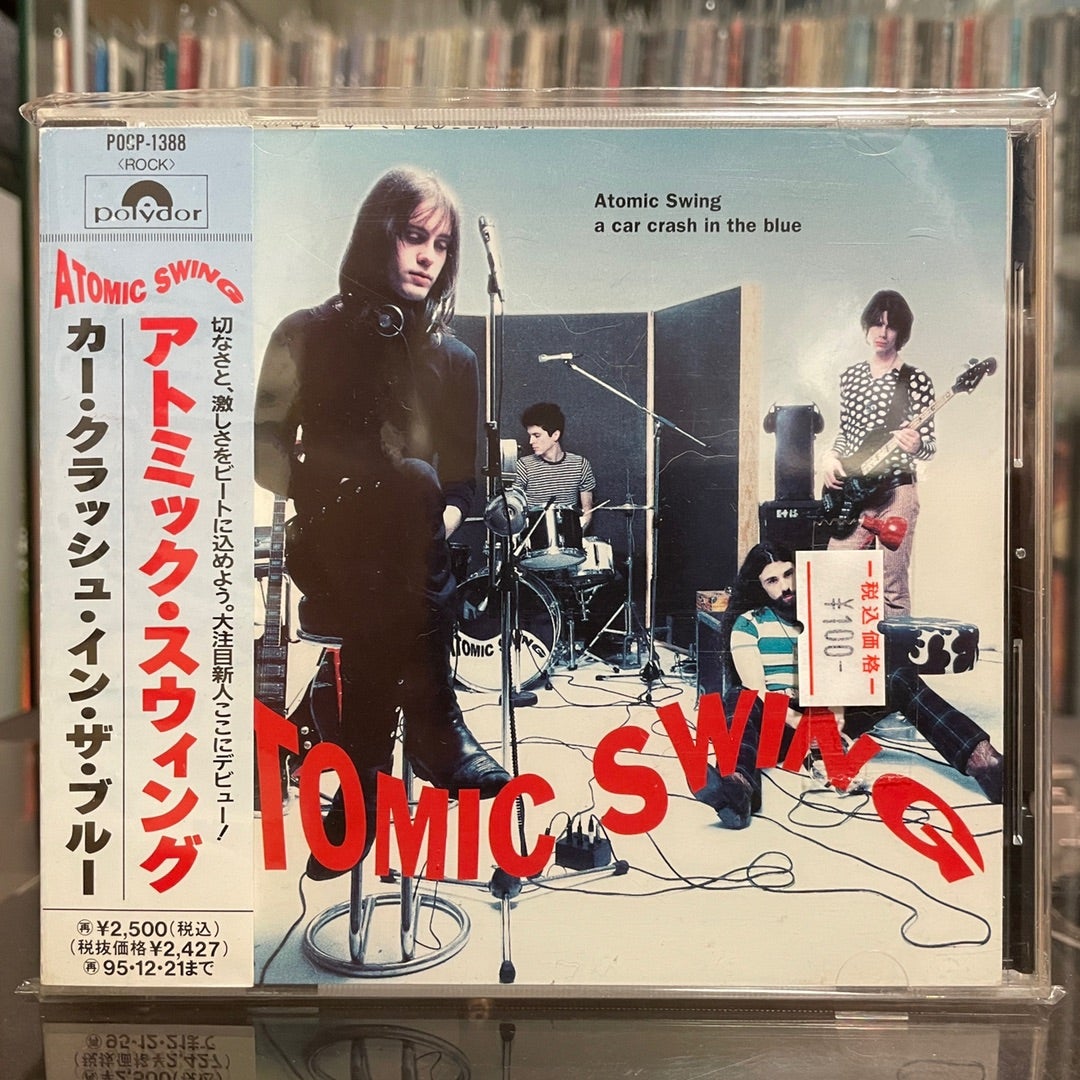 POCP-1388
〈ROCK〉
polydor
ATOMIC SWING
アトミック・スウィング
カー・クラッシュ・イン・ザ・ブルー
切なさと、激しさをビートに込めよう。大注目新人ここにデビュー!
再¥2,500(税込)
(税抜価格¥2,427)
再95・12・21まで
Atomic Swing
a car crash in the blue
ATOMIC SWING
ATOMIC SWING
税込価格
¥100-